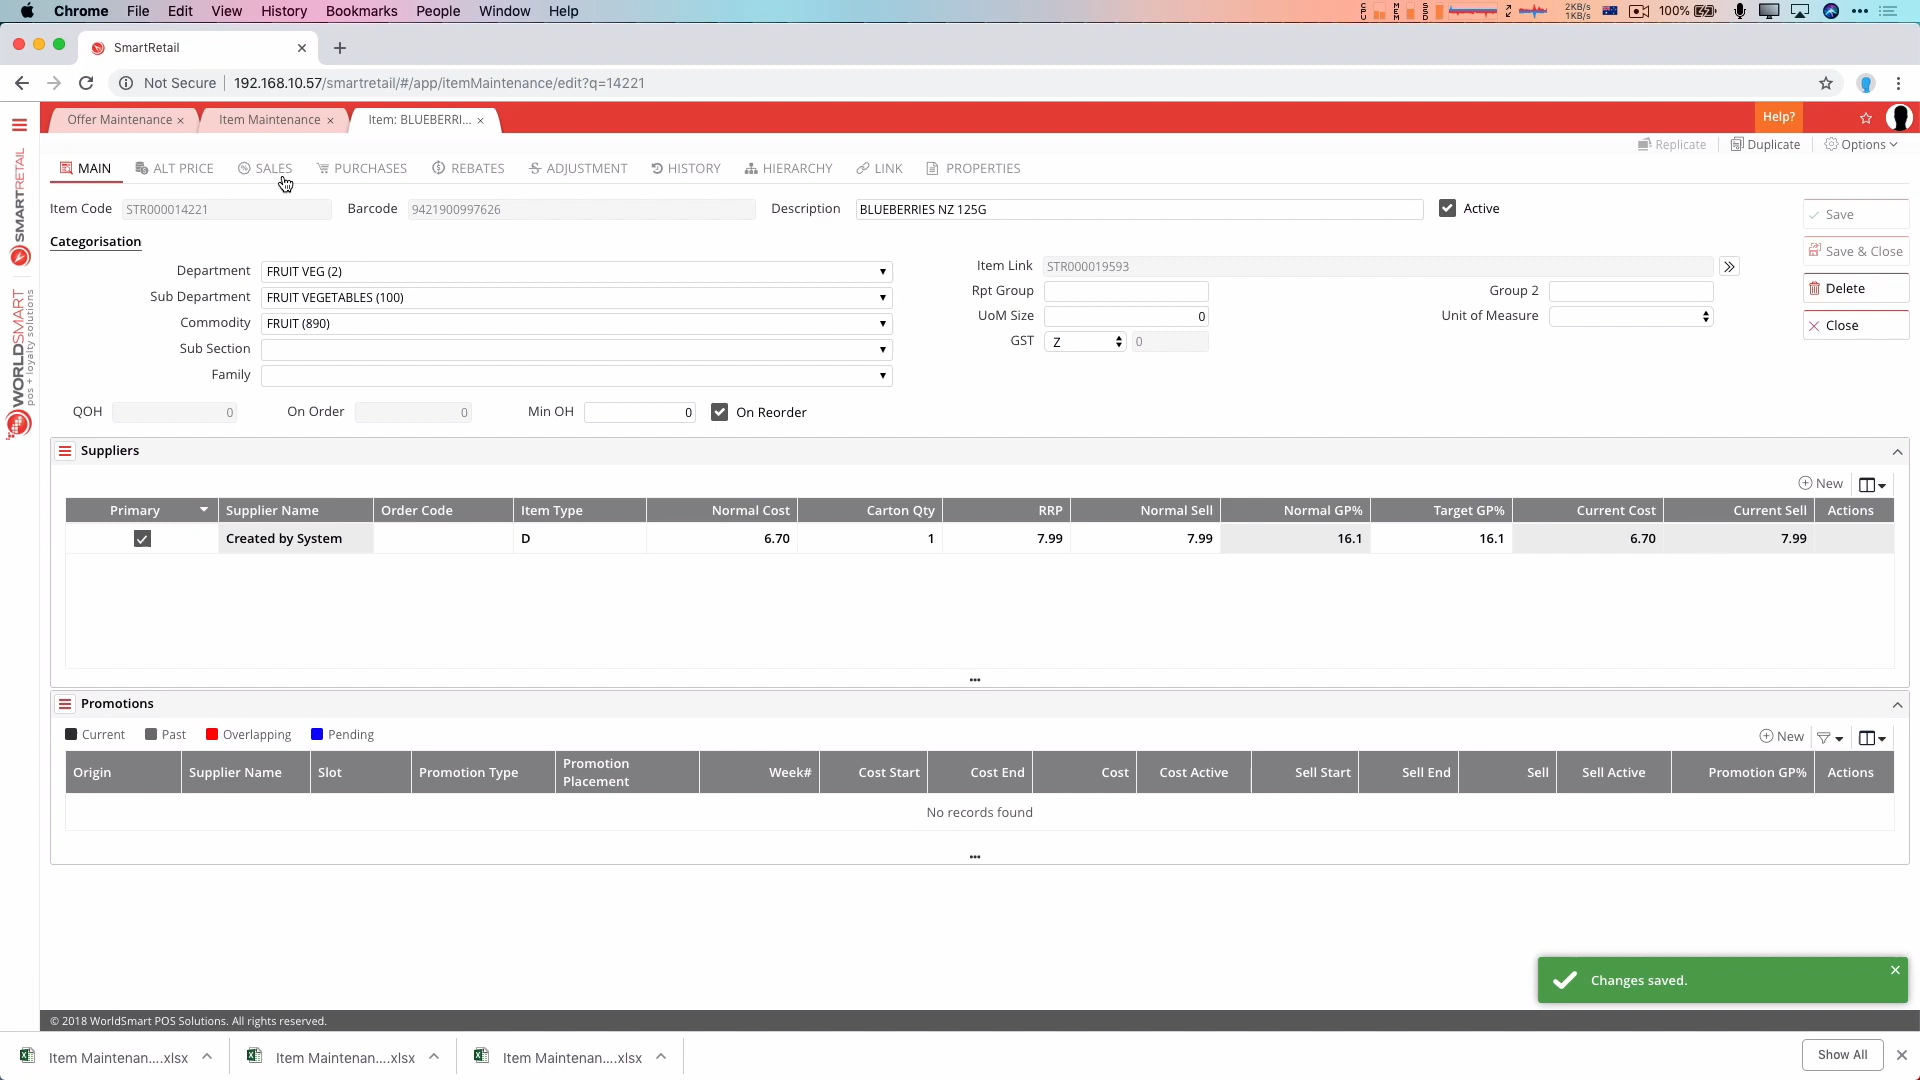 Chrome File Edit View History Bookmarks People Window Help
2KB/s
1KB/s
100%
SmartRetail
Not Secure 192.168.10.57/smartretail/#/app/itemMaintenance/edit?q=14221
Offer Maintenance × Item Maintenance × Item: BLUEBERRI... × Help?
Replicate Duplicate Options
MAIN ALT PRICE SALES PURCHASES REBATES ADJUSTMENT HISTORY HIERARCHY LINK PROPERTIES
SMARTRETAIL
WORLDSMART
pos + loyalty solutions
Item Code STR000014221 Barcode 9421900997626 Description BLUEBERRIES NZ 125G Active
Save
Save & Close
Delete
Close
Categorisation
Department FRUIT VEG (2)
Sub Department FRUIT VEGETABLES (100)
Commodity FRUIT (890)
Sub Section
Family
Item Link STR000019593
Rpt Group Group 2
UoM Size 0 Unit of Measure
GST Z 0
QOH 0 On Order 0 Min OH 0 On Reorder
Suppliers
New
Primary Supplier Name Order Code Item Type Normal Cost Carton Qty RRP Normal Sell Normal GP% Target GP% Current Cost Current Sell Actions
Created by System D 6.70 1 7.99 7.99 16.1 16.1 6.70 7.99
Promotions
Current Past Overlapping Pending New
Origin Supplier Name Slot Promotion Type Promotion Placement Week# Cost Start Cost End Cost Cost Active Sell Start Sell End Sell Sell Active Promotion GP% Actions
No records found
Changes saved.
© 2018 WorldSmart POS Solutions. All rights reserved.
Item Maintenan....xlsx Item Maintenan....xlsx Item Maintenan....xlsx Show All